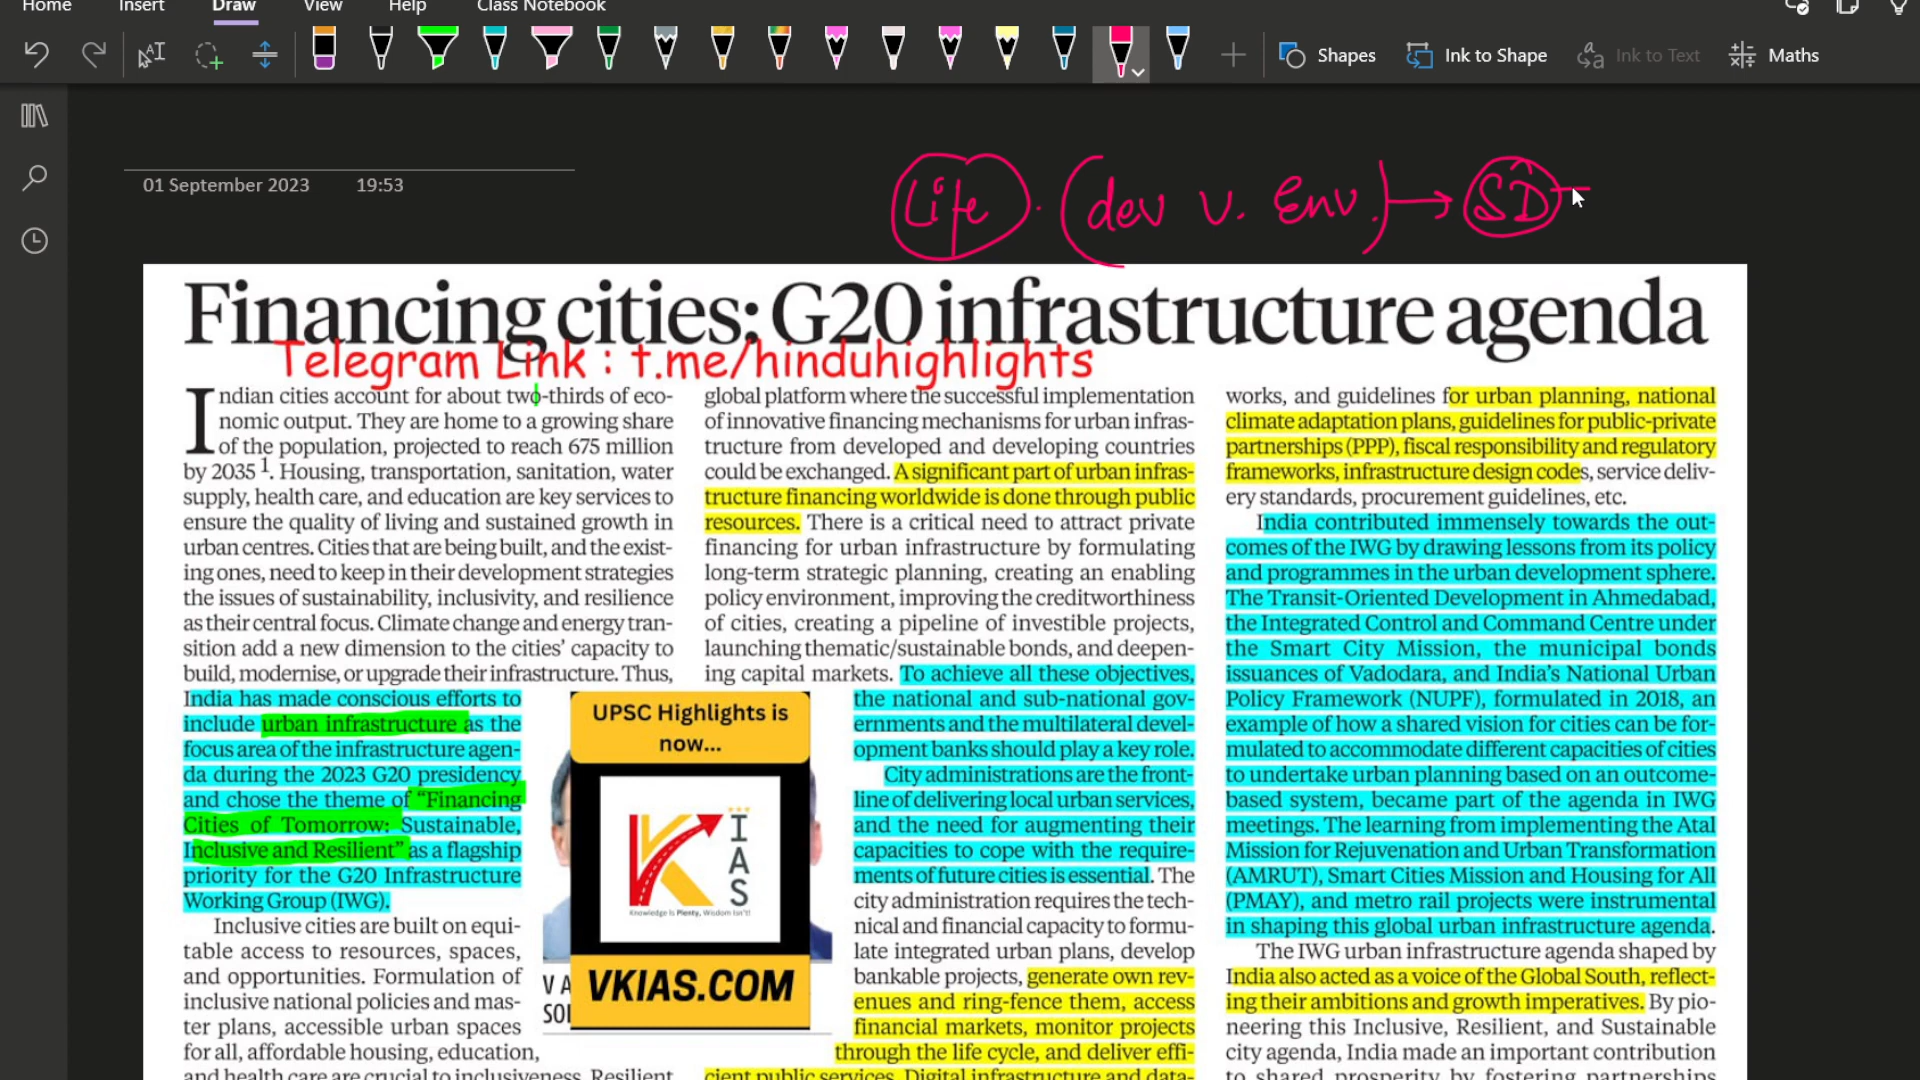 Home Insert Draw View Help Class Notebook
Shapes Ink to Shape Ink to Text Maths
01 September 2023 19:53
Life. (dev v. Env.) → SD
Financing cities: G20 infrastructure agenda
Telegram Link : t.me/hinduhighlights
Indian cities account for about two-thirds of eco-
nomic output. They are home to a growing share
of the population, projected to reach 675 million
by 2035 1. Housing, transportation, sanitation, water
supply, health care, and education are key services to
ensure the quality of living and sustained growth in
urban centres. Cities that are being built, and the exist-
ing ones, need to keep in their development strategies
the issues of sustainability, inclusivity, and resilience
as their central focus. Climate change and energy tran-
sition add a new dimension to the cities' capacity to
build, modernise, or upgrade their infrastructure. Thus,
India has made conscious efforts to
include urban infrastructure as the
focus area of the infrastructure agen-
da during the 2023 G20 presidency
and chose the theme of “Financing
Cities of Tomorrow: Sustainable,
Inclusive and Resilient” as a flagship
priority for the G20 Infrastructure
Working Group (IWG).
Inclusive cities are built on equi-
table access to resources, spaces,
and opportunities. Formulation of
inclusive national policies and mas-
ter plans, accessible urban spaces
for all, affordable housing, education,
and health care are crucial to inclusiveness. Resilient
UPSC Highlights is
now...
K IAS
Knowledge Is Plenty, Wisdom Isn't!
VKIAS.COM
V A
SOI
global platform where the successful implementation
of innovative financing mechanisms for urban infras-
tructure from developed and developing countries
could be exchanged. A significant part of urban infras-
tructure financing worldwide is done through public
resources. There is a critical need to attract private
financing for urban infrastructure by formulating
long-term strategic planning, creating an enabling
policy environment, improving the creditworthiness
of cities, creating a pipeline of investible projects,
launching thematic/sustainable bonds, and deepen-
ing capital markets. To achieve all these objectives,
the national and sub-national gov-
ernments and the multilateral devel-
opment banks should play a key role.
City administrations are the front-
line of delivering local urban services,
and the need for augmenting their
capacities to cope with the require-
ments of future cities is essential. The
city administration requires the tech-
nical and financial capacity to formu-
late integrated urban plans, develop
bankable projects, generate own rev-
enues and ring-fence them, access
financial markets, monitor projects
through the life cycle, and deliver effi-
cient public services. Digital infrastructure and data-
works, and guidelines for urban planning, national
climate adaptation plans, guidelines for public-private
partnerships (PPP), fiscal responsibility and regulatory
frameworks, infrastructure design codes, service deliv-
ery standards, procurement guidelines, etc.
India contributed immensely towards the out-
comes of the IWG by drawing lessons from its policy
and programmes in the urban development sphere.
The Transit-Oriented Development in Ahmedabad,
the Integrated Control and Command Centre under
the Smart City Mission, the municipal bonds
issuances of Vadodara, and India's National Urban
Policy Framework (NUPF), formulated in 2018, an
example of how a shared vision for cities can be for-
mulated to accommodate different capacities of cities
to undertake urban planning based on an outcome-
based system, became part of the agenda in IWG
meetings. The learning from implementing the Atal
Mission for Rejuvenation and Urban Transformation
(AMRUT), Smart Cities Mission and Housing for All
(PMAY), and metro rail projects were instrumental
in shaping this global urban infrastructure agenda.
The IWG urban infrastructure agenda shaped by
India also acted as a voice of the Global South, reflect-
ing their ambitions and growth imperatives. By pio-
neering this Inclusive, Resilient, and Sustainable
city agenda, India made an important contribution
to shared prosperity by fostering partnerships